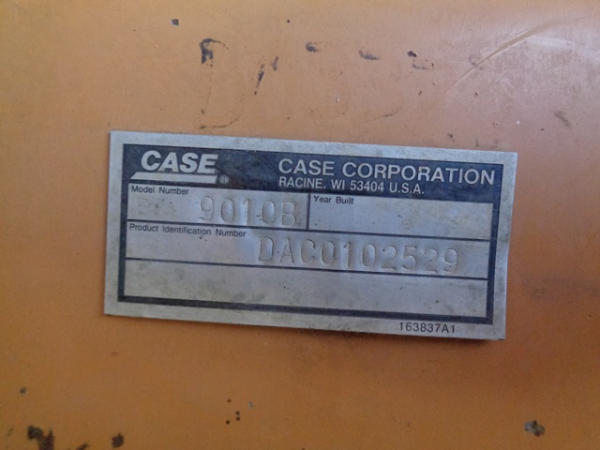 CASE® CASE CORPORATION
RACINE, WI 53404 U.S.A.
Model Number 9010B Year Built
Product Identification Number DAC0102529
163837A1